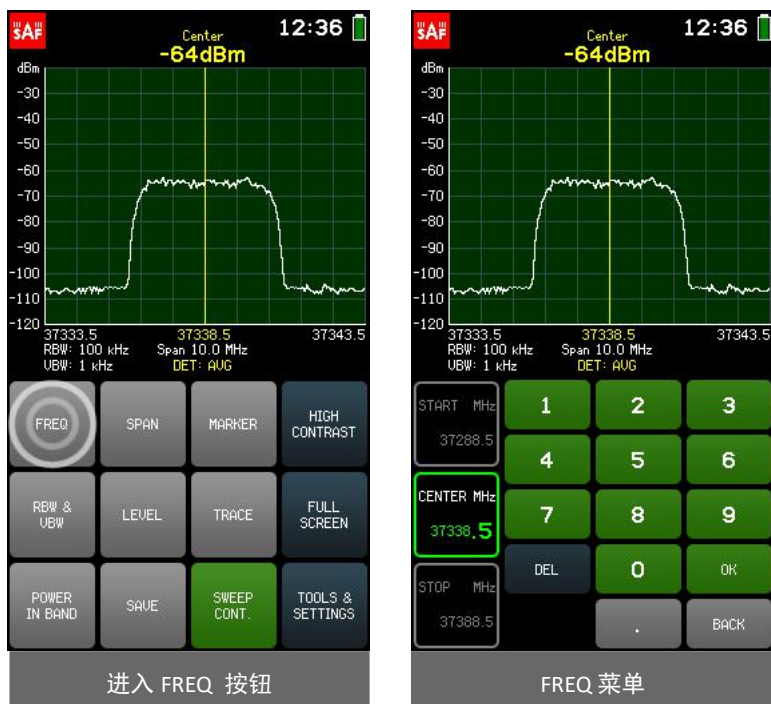 SAF
Center
12:36
-64dBm
dBm
-30
-40
-50
-60
-70
-80
-90
-100
-110
-120
37333.5
37338.5
37343.5
RBW: 100 kHz
Span 10.0 MHz
VBW: 1 kHz
DET: AVG
FREQ
SPAN
MARKER
HIGH CONTRAST
RBW & VBW
LEVEL
TRACE
FULL SCREEN
POWER IN BAND
SAVE
SWEEP CONT.
TOOLS & SETTINGS
进入 FREQ 按钮
SAF
Center
12:36
-64dBm
dBm
-30
-40
-50
-60
-70
-80
-90
-100
-110
-120
37333.5
37338.5
37343.5
RBW: 100 kHz
Span 10.0 MHz
VBW: 1 kHz
DET: AVG
START MHz
37288.5
1
2
3
4
5
6
CENTER MHz
37338.5
7
8
9
DEL
0
OK
STOP MHz
37388.5
.
BACK
FREQ 菜单